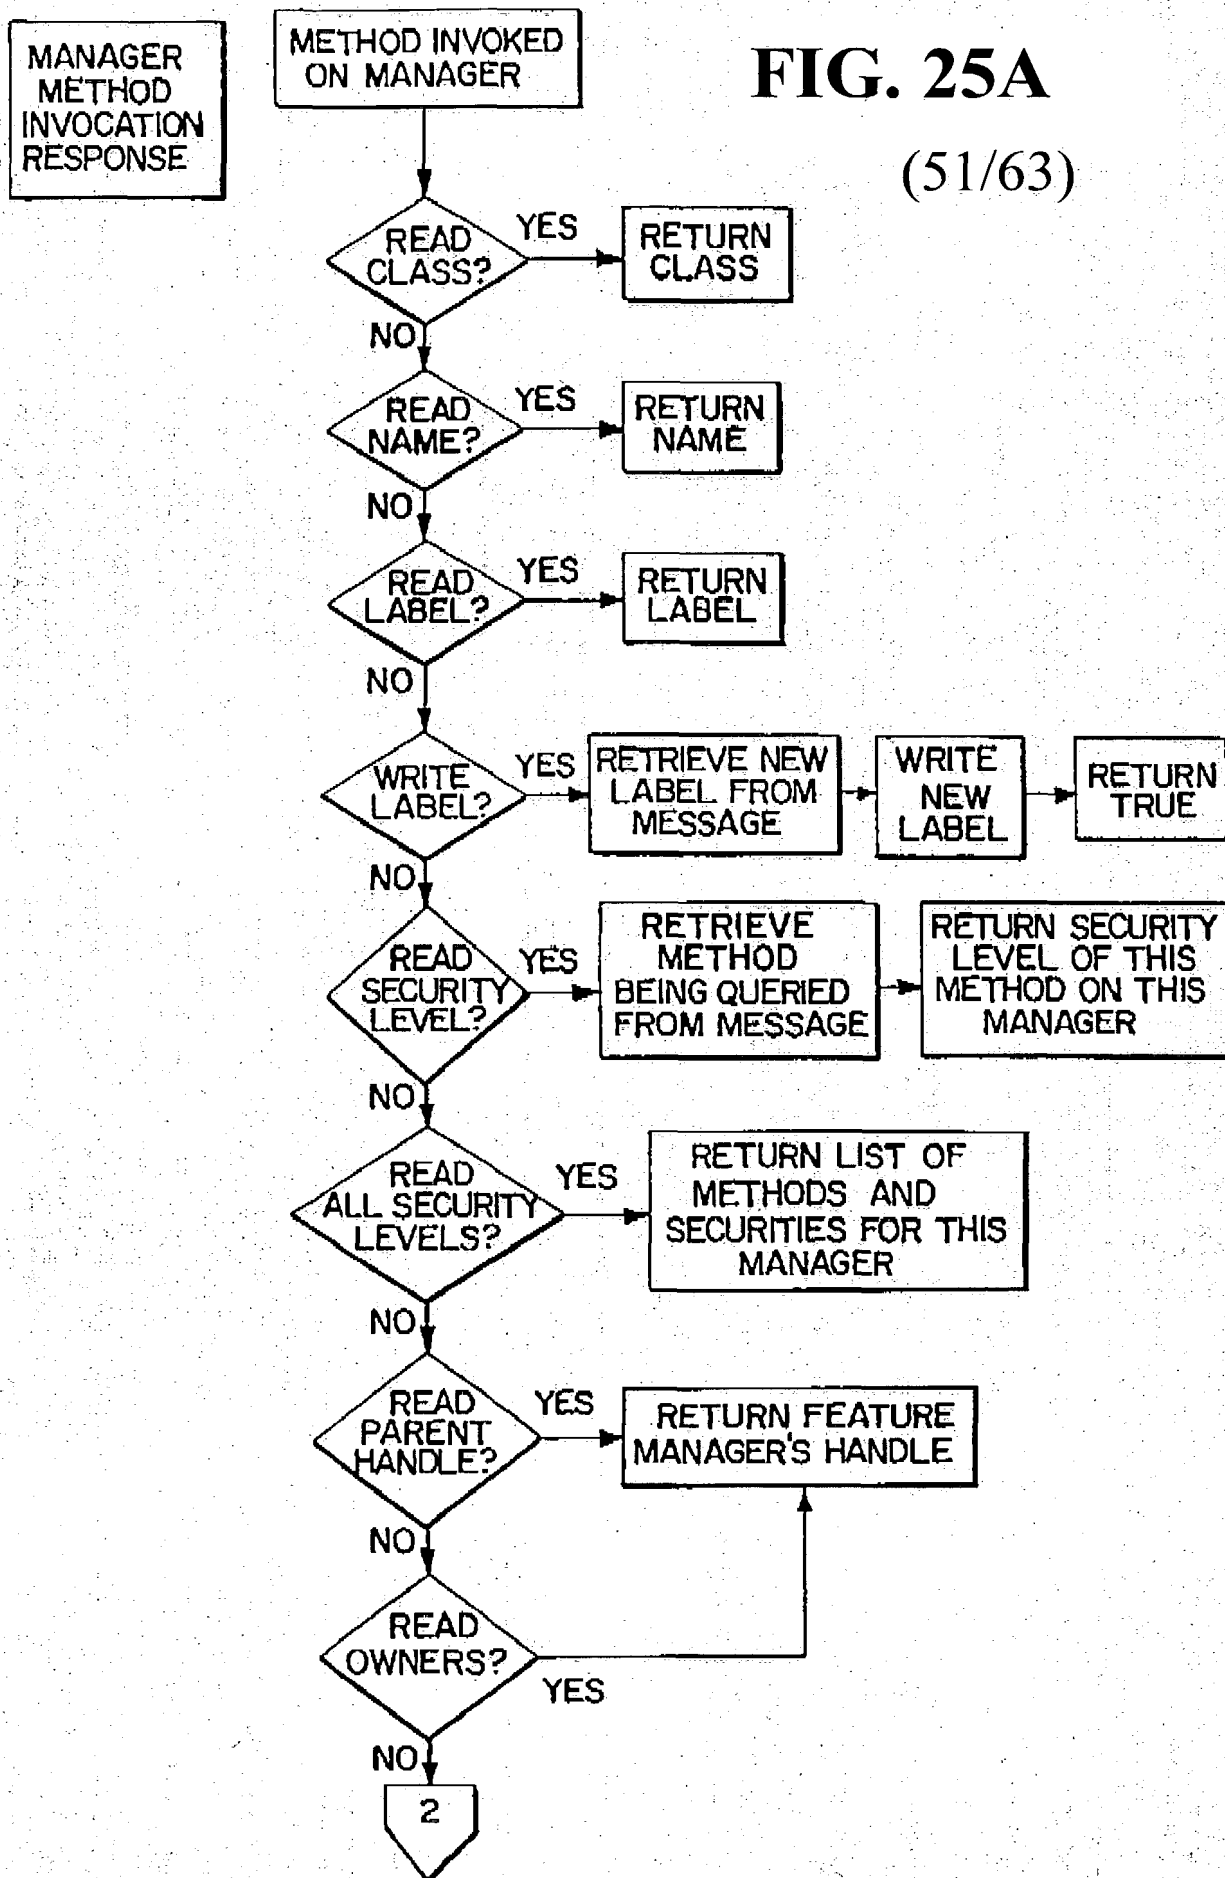 MANAGER
METHOD
INVOCATION
RESPONSE
METHOD INVOKED
ON MANAGER
FIG. 25A
(51/63)
READ
CLASS?
YES
RETURN
CLASS
NO
READ
NAME?
YES
RETURN
NAME
NO
READ
LABEL?
YES
RETURN
LABEL
NO
WRITE
LABEL?
YES
RETRIEVE NEW
LABEL FROM
MESSAGE
WRITE
NEW
LABEL
RETURN
TRUE
NO
READ
SECURITY
LEVEL?
YES
RETRIEVE
METHOD
BEING QUERIED
FROM MESSAGE
RETURN SECURITY
LEVEL OF THIS
METHOD ON THIS
MANAGER
NO
READ
ALL SECURITY
LEVELS?
YES
RETURN LIST OF
METHODS AND
SECURITIES FOR THIS
MANAGER
NO
READ
PARENT
HANDLE?
YES
RETURN FEATURE
MANAGER'S HANDLE
NO
READ
OWNERS?
YES
NO
2